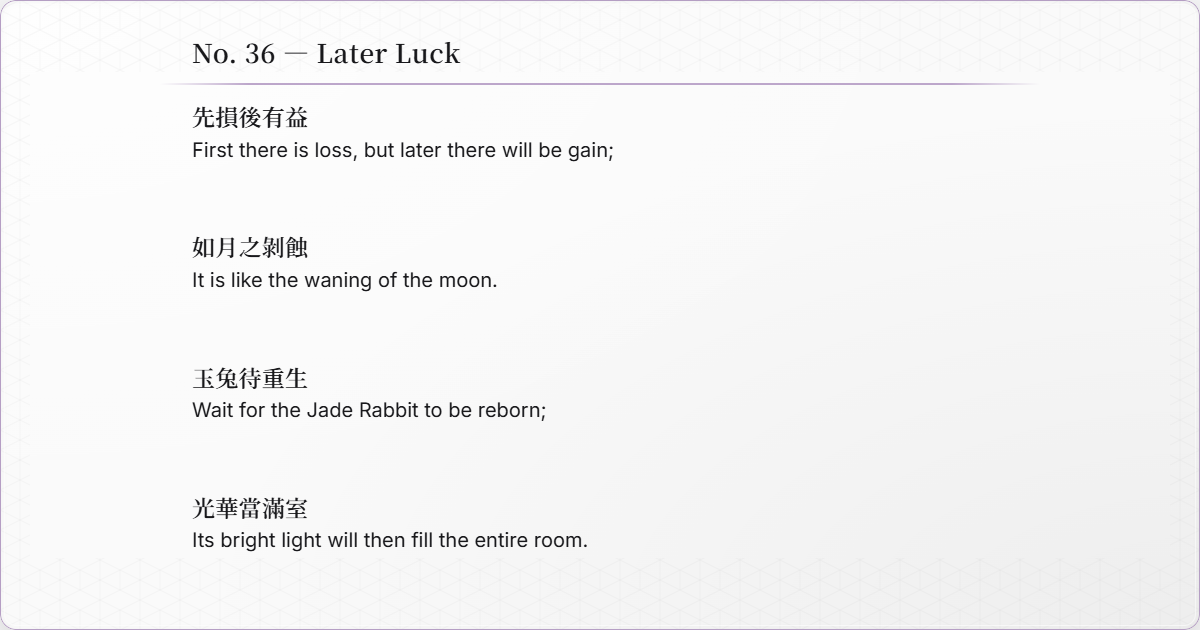 No. 36 — Later Luck
先損後有益
First there is loss, but later there will be gain;
如月之剝蝕
It is like the waning of the moon.
玉兔待重生
Wait for the Jade Rabbit to be reborn;
光華當滿室
Its bright light will then fill the entire room.